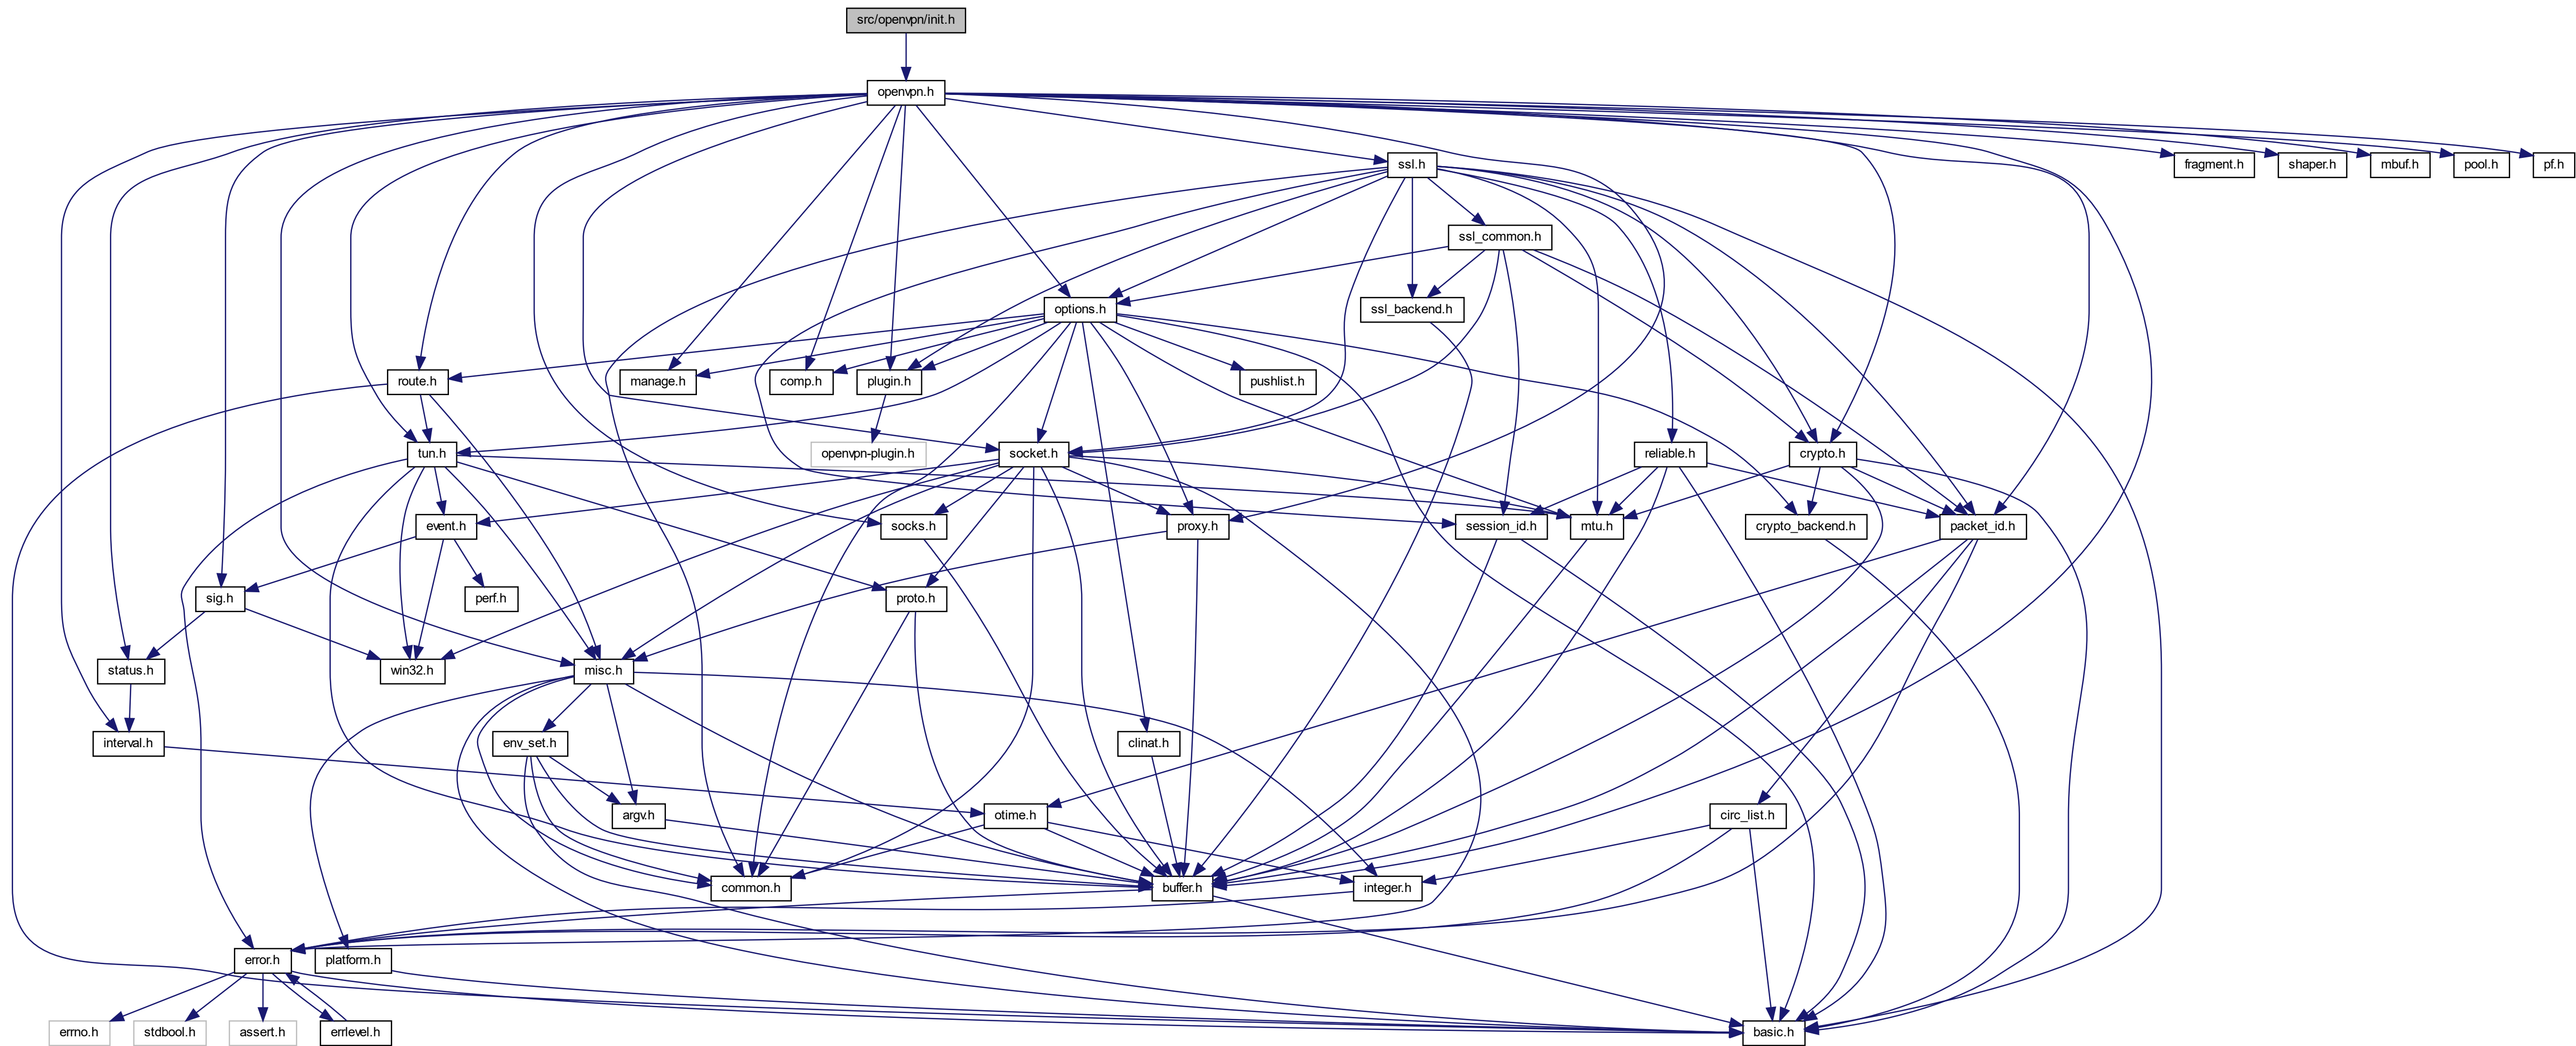 src/openvpn/init.h
openvpn.h
ssl.h
fragment.h
shaper.h
mbuf.h
pool.h
pf.h
ssl_common.h
options.h
ssl_backend.h
route.h
manage.h
comp.h
plugin.h
pushlist.h
tun.h
openvpn-plugin.h
socket.h
reliable.h
crypto.h
event.h
socks.h
proxy.h
session_id.h
mtu.h
crypto_backend.h
packet_id.h
sig.h
perf.h
proto.h
status.h
win32.h
misc.h
interval.h
env_set.h
clinat.h
argv.h
otime.h
circ_list.h
common.h
buffer.h
integer.h
error.h
platform.h
errno.h
stdbool.h
assert.h
errlevel.h
basic.h